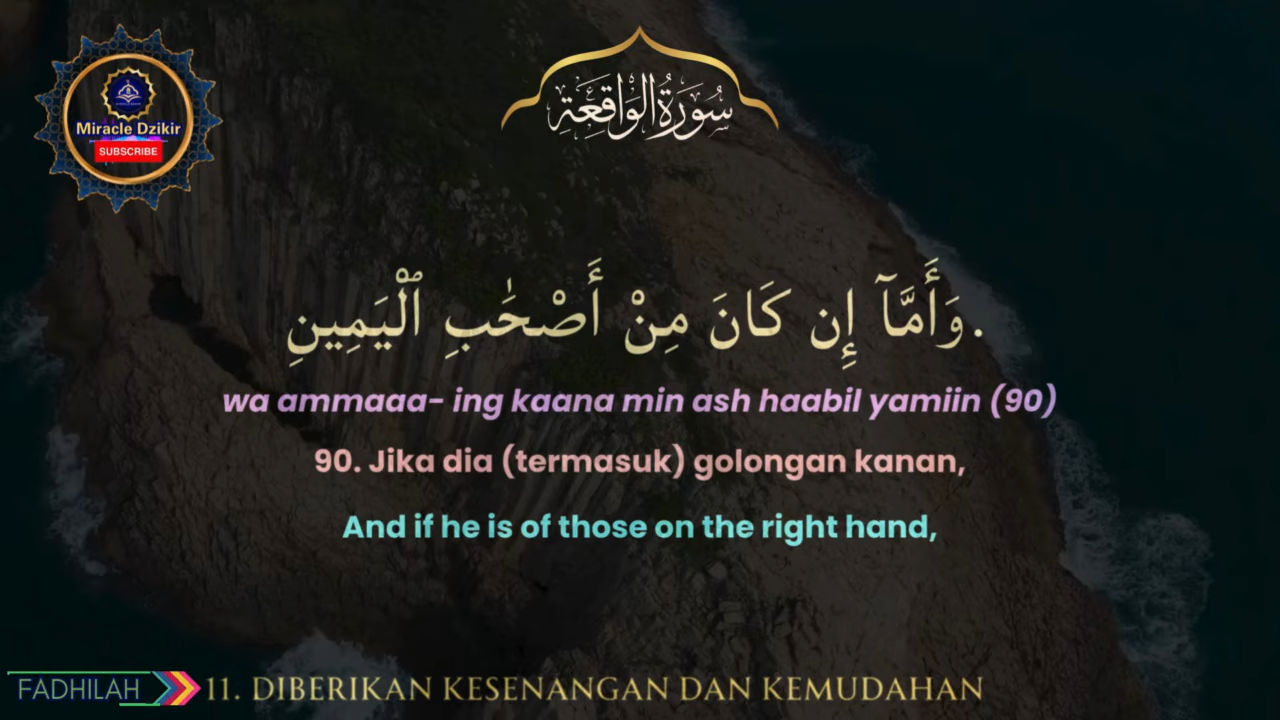 Miracle Dzikir
SUBSCRIBE
سُورَةُ الْوَاقِعَةِ
وَأَمَّآ إِن كَانَ مِنْ أَصْحَٰبِ ٱلْيَمِينِ.
wa ammaaa- ing kaana min ash haabil yamiin (90)
90. Jika dia (termasuk) golongan kanan,
And if he is of those on the right hand,
FADHILAH 11. DIBERIKAN KESENANGAN DAN KEMUDAHAN